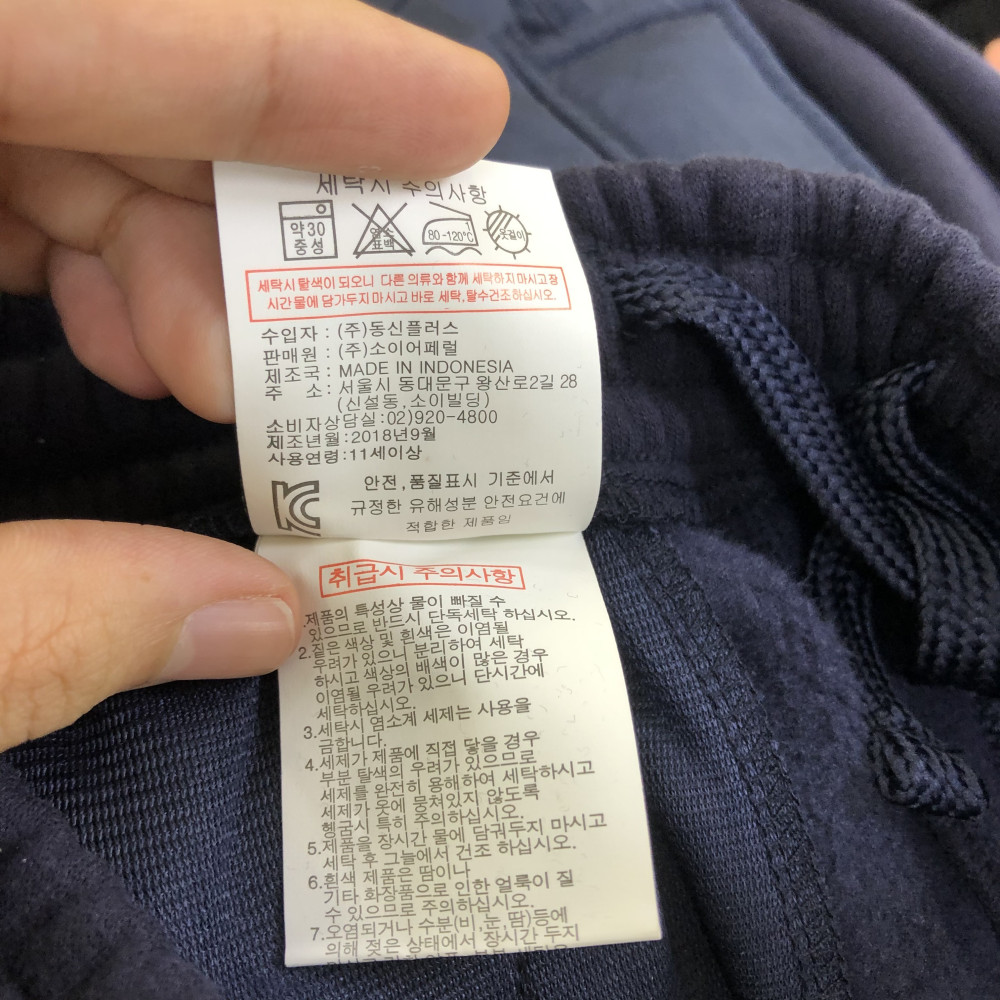 세탁시 주의사항
약30
중성
염소
표백
80-120℃
옷걸이
세탁시 탈색이 되오니 다른 의류와 함께 세탁하지 마시고 장
시간 물에 담가두지 마시고 바로 세탁, 탈수건조하십시오.
수입자 : (주)동신플러스
판매원 : (주)소이어페럴
제조국 : MADE IN INDONESIA
주 소 : 서울시 동대문구 왕산로2길 28
(신설동, 소이빌딩)
소비자상담실:02)920-4800
제조년월:2018년9월
사용연령:11세이상
안전,품질표시 기준에서
규정한 유해성분 안전요건에
적합한 제품임
취급시 주의사항
.제품의 특성상 물이 빠질 수
있으므로 반드시 단독세탁 하십시오.
2.짙은 색상 및 흰색은 이염될
우려가 있으니 분리하여 세탁
하시고 색상의 배색이 많은 경우
이염될 우려가 있으니 단시간에
세탁하십시오.
3.세탁시 염소계 세제는 사용을
금합니다.
4.세제가 제품에 직접 닿을 경우
부분 탈색의 우려가 있으므로
세제를 완전히 용해하여 세탁하시고
세제가 옷에 뭉쳐있지 않도록
헹굼시 특히 주의하십시오.
5.제품을 장시간 물에 담궈두지 마시고
세탁 후 그늘에서 건조 하십시오.
6.흰색 제품은 땀이나
기타 화장품으로 인한 얼룩이 질
수 있으므로 주의하십시오.
7.오염되거나 수분(비,눈,땀)등에
의해 젖은 상태에서 장시간 두지